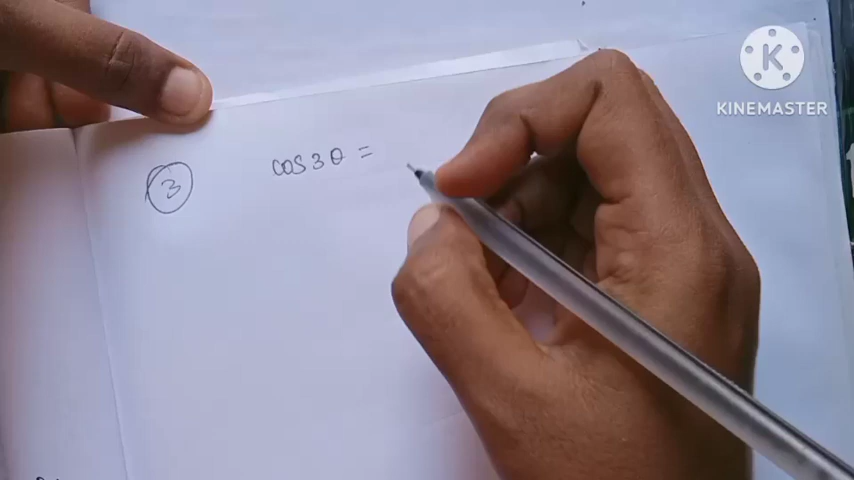 K
KINEMASTER
③ cos 3θ =